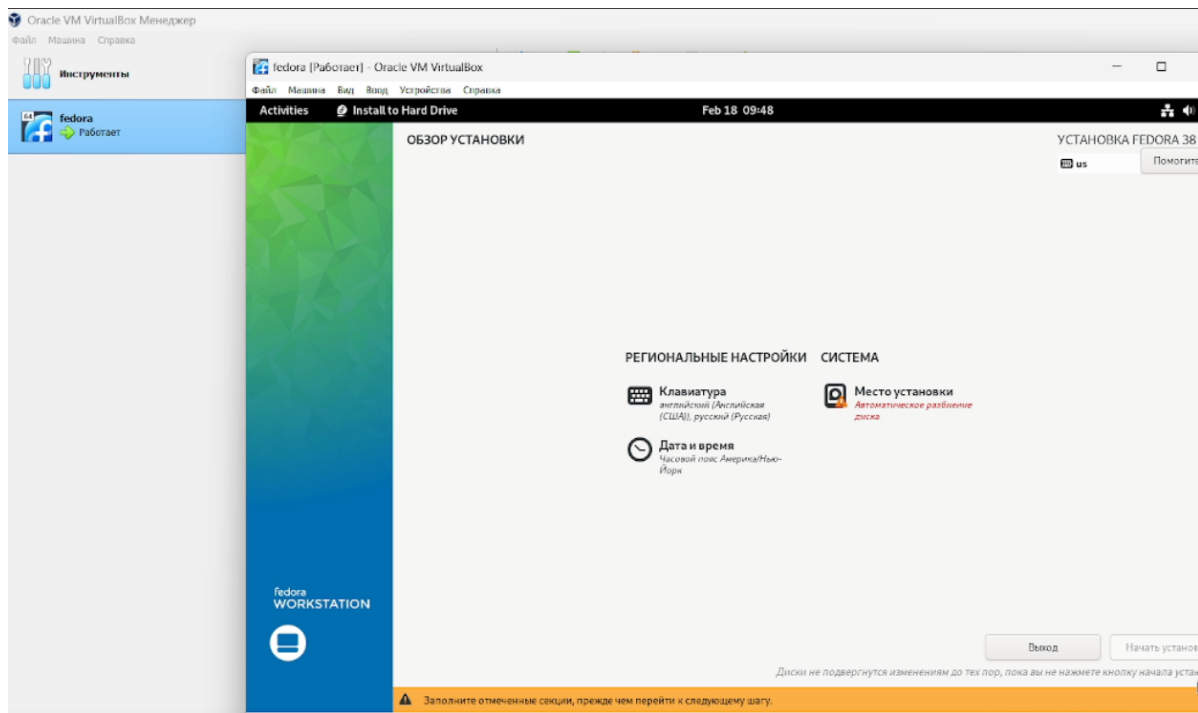 Oracle VM VirtualBox Менеджер
Файл Машина Справка
Инструменты
64
fedora
Работает
fedora [Работает] - Oracle VM VirtualBox
Файл Машина Вид Ввод Устройства Справка
Activities Install to Hard Drive Feb 18 09:48
ОБЗОР УСТАНОВКИ
УСТАНОВКА FEDORA 38
us
Помогите
РЕГИОНАЛЬНЫЕ НАСТРОЙКИ
Клавиатура
английский (Английская
(США)), русский (Русская)
Дата и время
Часовой пояс Америка/Нью-
Йорк
СИСТЕМА
Место установки
Автоматическое разбиение
диска
fedora
WORKSTATION
Выход
Начать установ
Диски не подвергнутся изменениям до тех пор, пока вы не нажмете кнопку начала уста
Заполните отмеченные секции, прежде чем перейти к следующему шагу.